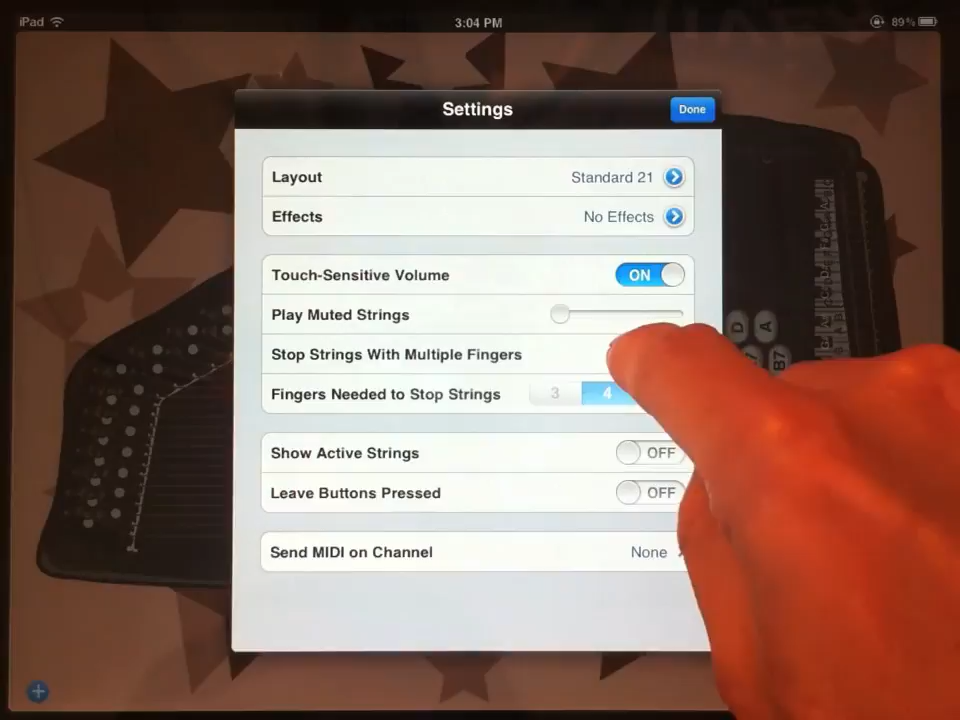 iPad
3:04 PM
89%
Settings
Done
Layout
Standard 21
Effects
No Effects
Touch-Sensitive Volume
ON
Play Muted Strings
Stop Strings With Multiple Fingers
Fingers Needed to Stop Strings
3
4
Show Active Strings
OFF
Leave Buttons Pressed
OFF
Send MIDI on Channel
None
D
A
B7